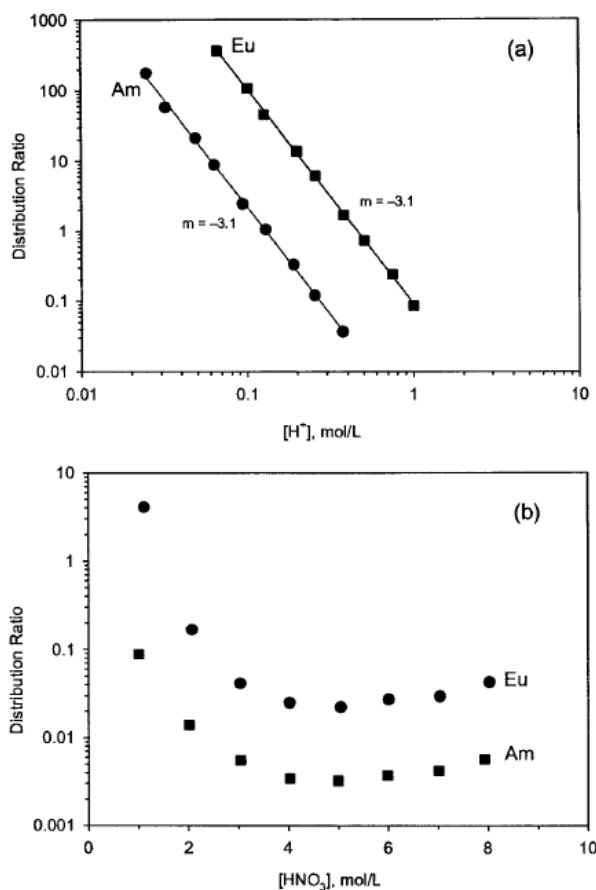 (a)
Distribution Ratio
1000
100
10
1
0.1
0.01
Am
Eu
m = –3.1
m = –3.1
0.01 0.1 1 10
[H⁺], mol/L
(b)
Distribution Ratio
10
1
0.1
0.01
0.001
Eu
Am
0 2 4 6 8 10
[HNO₃], mol/L